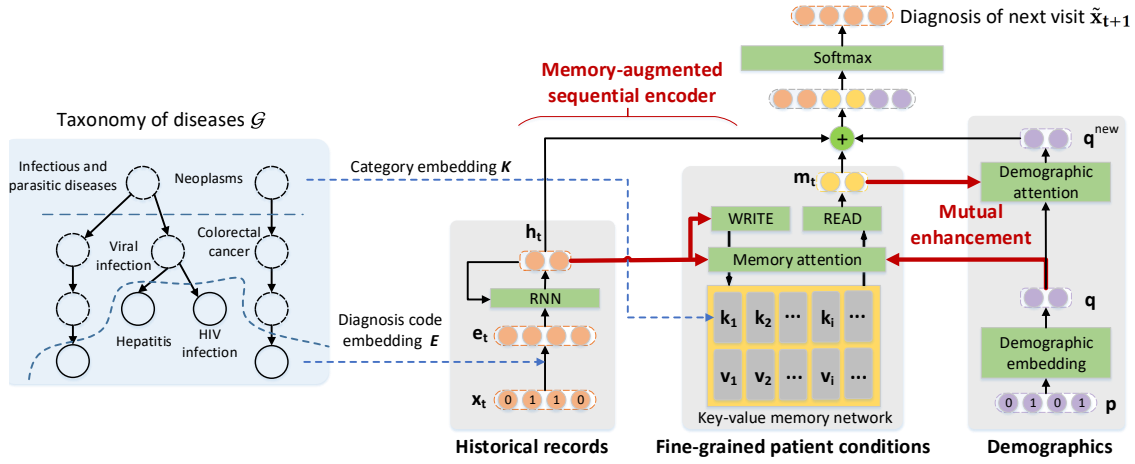 Diagnosis of next visit x̃ₜ₊₁
Softmax
Memory-augmented
sequential encoder
+
Taxonomy of diseases 𝒢
Infectious and
parasitic diseases
Neoplasms
Viral
infection
Colorectal
cancer
Hepatitis
HIV
infection
Category embedding K
Diagnosis code
embedding E
hₜ
RNN
eₜ
xₜ
0 1 1 0
Historical records
mₜ
WRITE
READ
Memory attention
k₁ k₂ ··· kᵢ ···
v₁ v₂ ··· vᵢ ···
Key-value memory network
Fine-grained patient conditions
Mutual
enhancement
qⁿᵉʷ
Demographic
attention
q
Demographic
embedding
0 1 0 1
p
Demographics